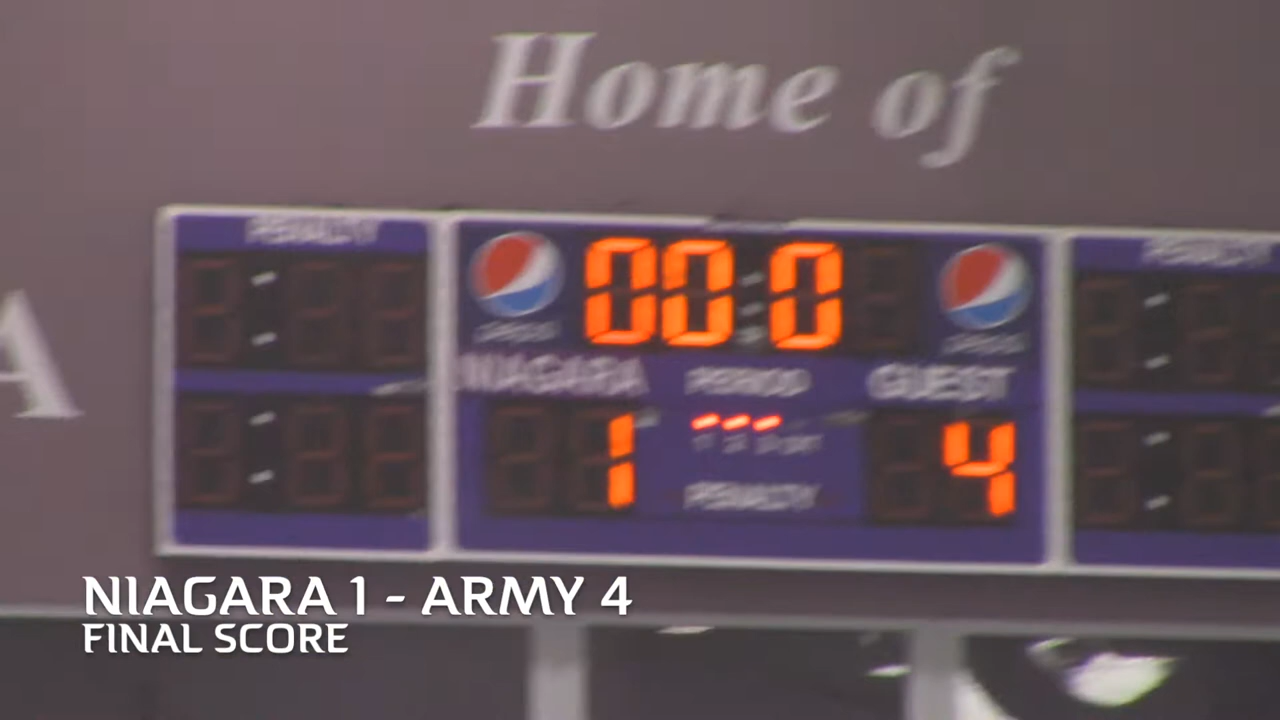 Home of
A
PENALTY
PENALTY
00:0
NIAGARA
PERIOD
GUEST
1
4
PENALTY
NIAGARA 1 - ARMY 4
FINAL SCORE